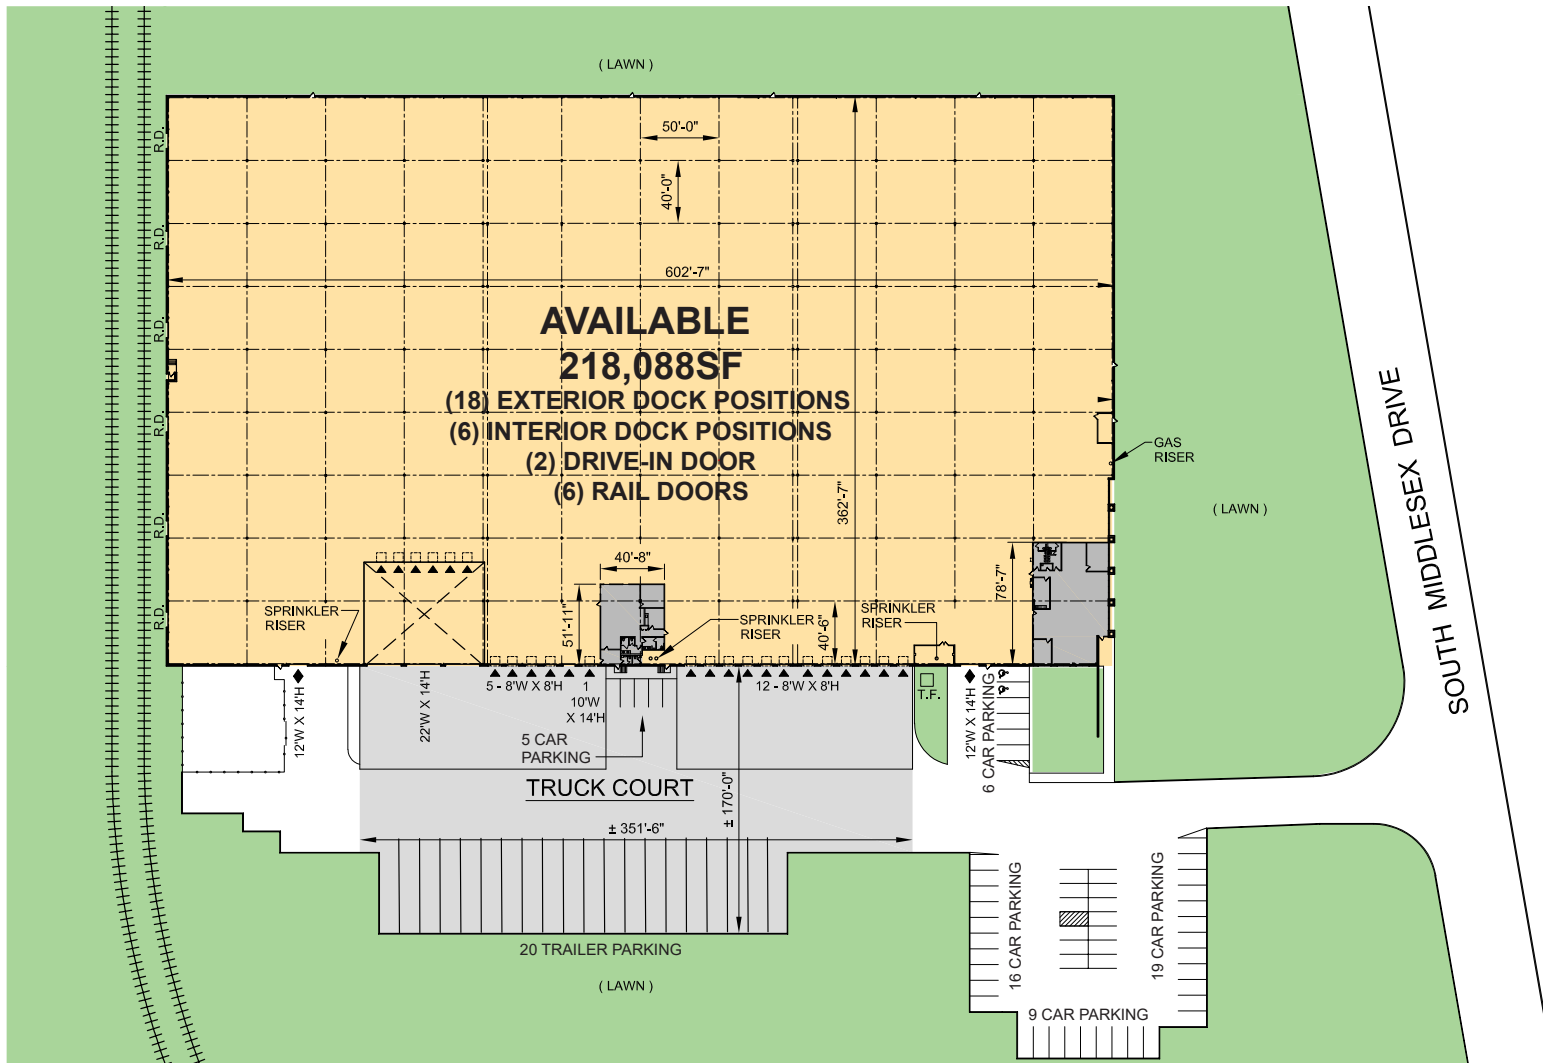 ( LAWN )
R.D.
50'-0"
40'-0"
R.D.
602'-7"
AVAILABLE
218,088SF
(18) EXTERIOR DOCK POSITIONS
(6) INTERIOR DOCK POSITIONS
(2) DRIVE-IN DOOR
(6) RAIL DOORS
R.D.
R.D.
R.D.
R.D.
362'-7"
GAS
RISER
( LAWN )
SOUTH MIDDLESEX DRIVE
40'-8"
51'-11"
78'-7"
40'-6"
SPRINKLER
RISER
SPRINKLER
RISER
SPRINKLER
RISER
12'W X 14'H
22'W X 14'H
5 - 8'W X 8'H
1
10'W
X 14'H
12 - 8'W X 8'H
T.F.
12'W X 14'H
6 CAR PARKING
5 CAR
PARKING
TRUCK COURT
± 170'-0"
± 351'-6"
20 TRAILER PARKING
16 CAR PARKING
19 CAR PARKING
9 CAR PARKING
( LAWN )